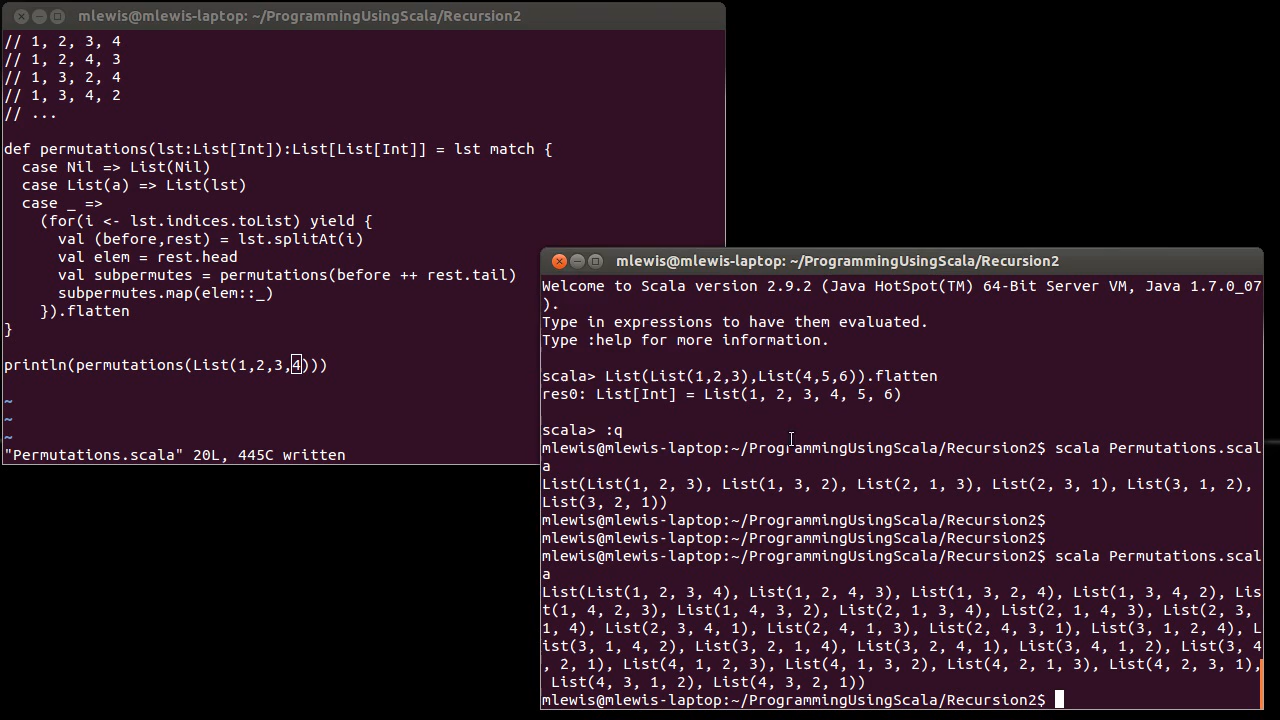 mlewis@mlewis-laptop: ~/ProgrammingUsingScala/Recursion2
// 1, 2, 3, 4
// 1, 2, 4, 3
// 1, 3, 2, 4
// 1, 3, 4, 2
// ...
def permutations(lst:List[Int]):List[List[Int]] = lst match {
  case Nil => List(Nil)
  case List(a) => List(lst)
  case _ =>
    (for(i <- lst.indices.toList) yield {
      val (before,rest) = lst.splitAt(i)
      val elem = rest.head
      val subpermutes = permutations(before ++ rest.tail)
      subpermutes.map(elem::_)
    }).flatten
}
println(permutations(List(1,2,3,4)))
~
~
~
"Permutations.scala" 20L, 445C written
mlewis@mlewis-laptop: ~/ProgrammingUsingScala/Recursion2
Welcome to Scala version 2.9.2 (Java HotSpot(TM) 64-Bit Server VM, Java 1.7.0_07
).
Type in expressions to have them evaluated.
Type :help for more information.
scala> List(List(1,2,3),List(4,5,6)).flatten
res0: List[Int] = List(1, 2, 3, 4, 5, 6)
scala> :q
mlewis@mlewis-laptop:~/ProgrammingUsingScala/Recursion2$ scala Permutations.scal
a
List(List(1, 2, 3), List(1, 3, 2), List(2, 1, 3), List(2, 3, 1), List(3, 1, 2),
List(3, 2, 1))
mlewis@mlewis-laptop:~/ProgrammingUsingScala/Recursion2$
mlewis@mlewis-laptop:~/ProgrammingUsingScala/Recursion2$
mlewis@mlewis-laptop:~/ProgrammingUsingScala/Recursion2$ scala Permutations.scal
a
List(List(1, 2, 3, 4), List(1, 2, 4, 3), List(1, 3, 2, 4), List(1, 3, 4, 2), Lis
t(1, 4, 2, 3), List(1, 4, 3, 2), List(2, 1, 3, 4), List(2, 1, 4, 3), List(2, 3,
1, 4), List(2, 3, 4, 1), List(2, 4, 1, 3), List(2, 4, 3, 1), List(3, 1, 2, 4), L
ist(3, 1, 4, 2), List(3, 2, 1, 4), List(3, 2, 4, 1), List(3, 4, 1, 2), List(3, 4
, 2, 1), List(4, 1, 2, 3), List(4, 1, 3, 2), List(4, 2, 1, 3), List(4, 2, 3, 1),
 List(4, 3, 1, 2), List(4, 3, 2, 1))
mlewis@mlewis-laptop:~/ProgrammingUsingScala/Recursion2$